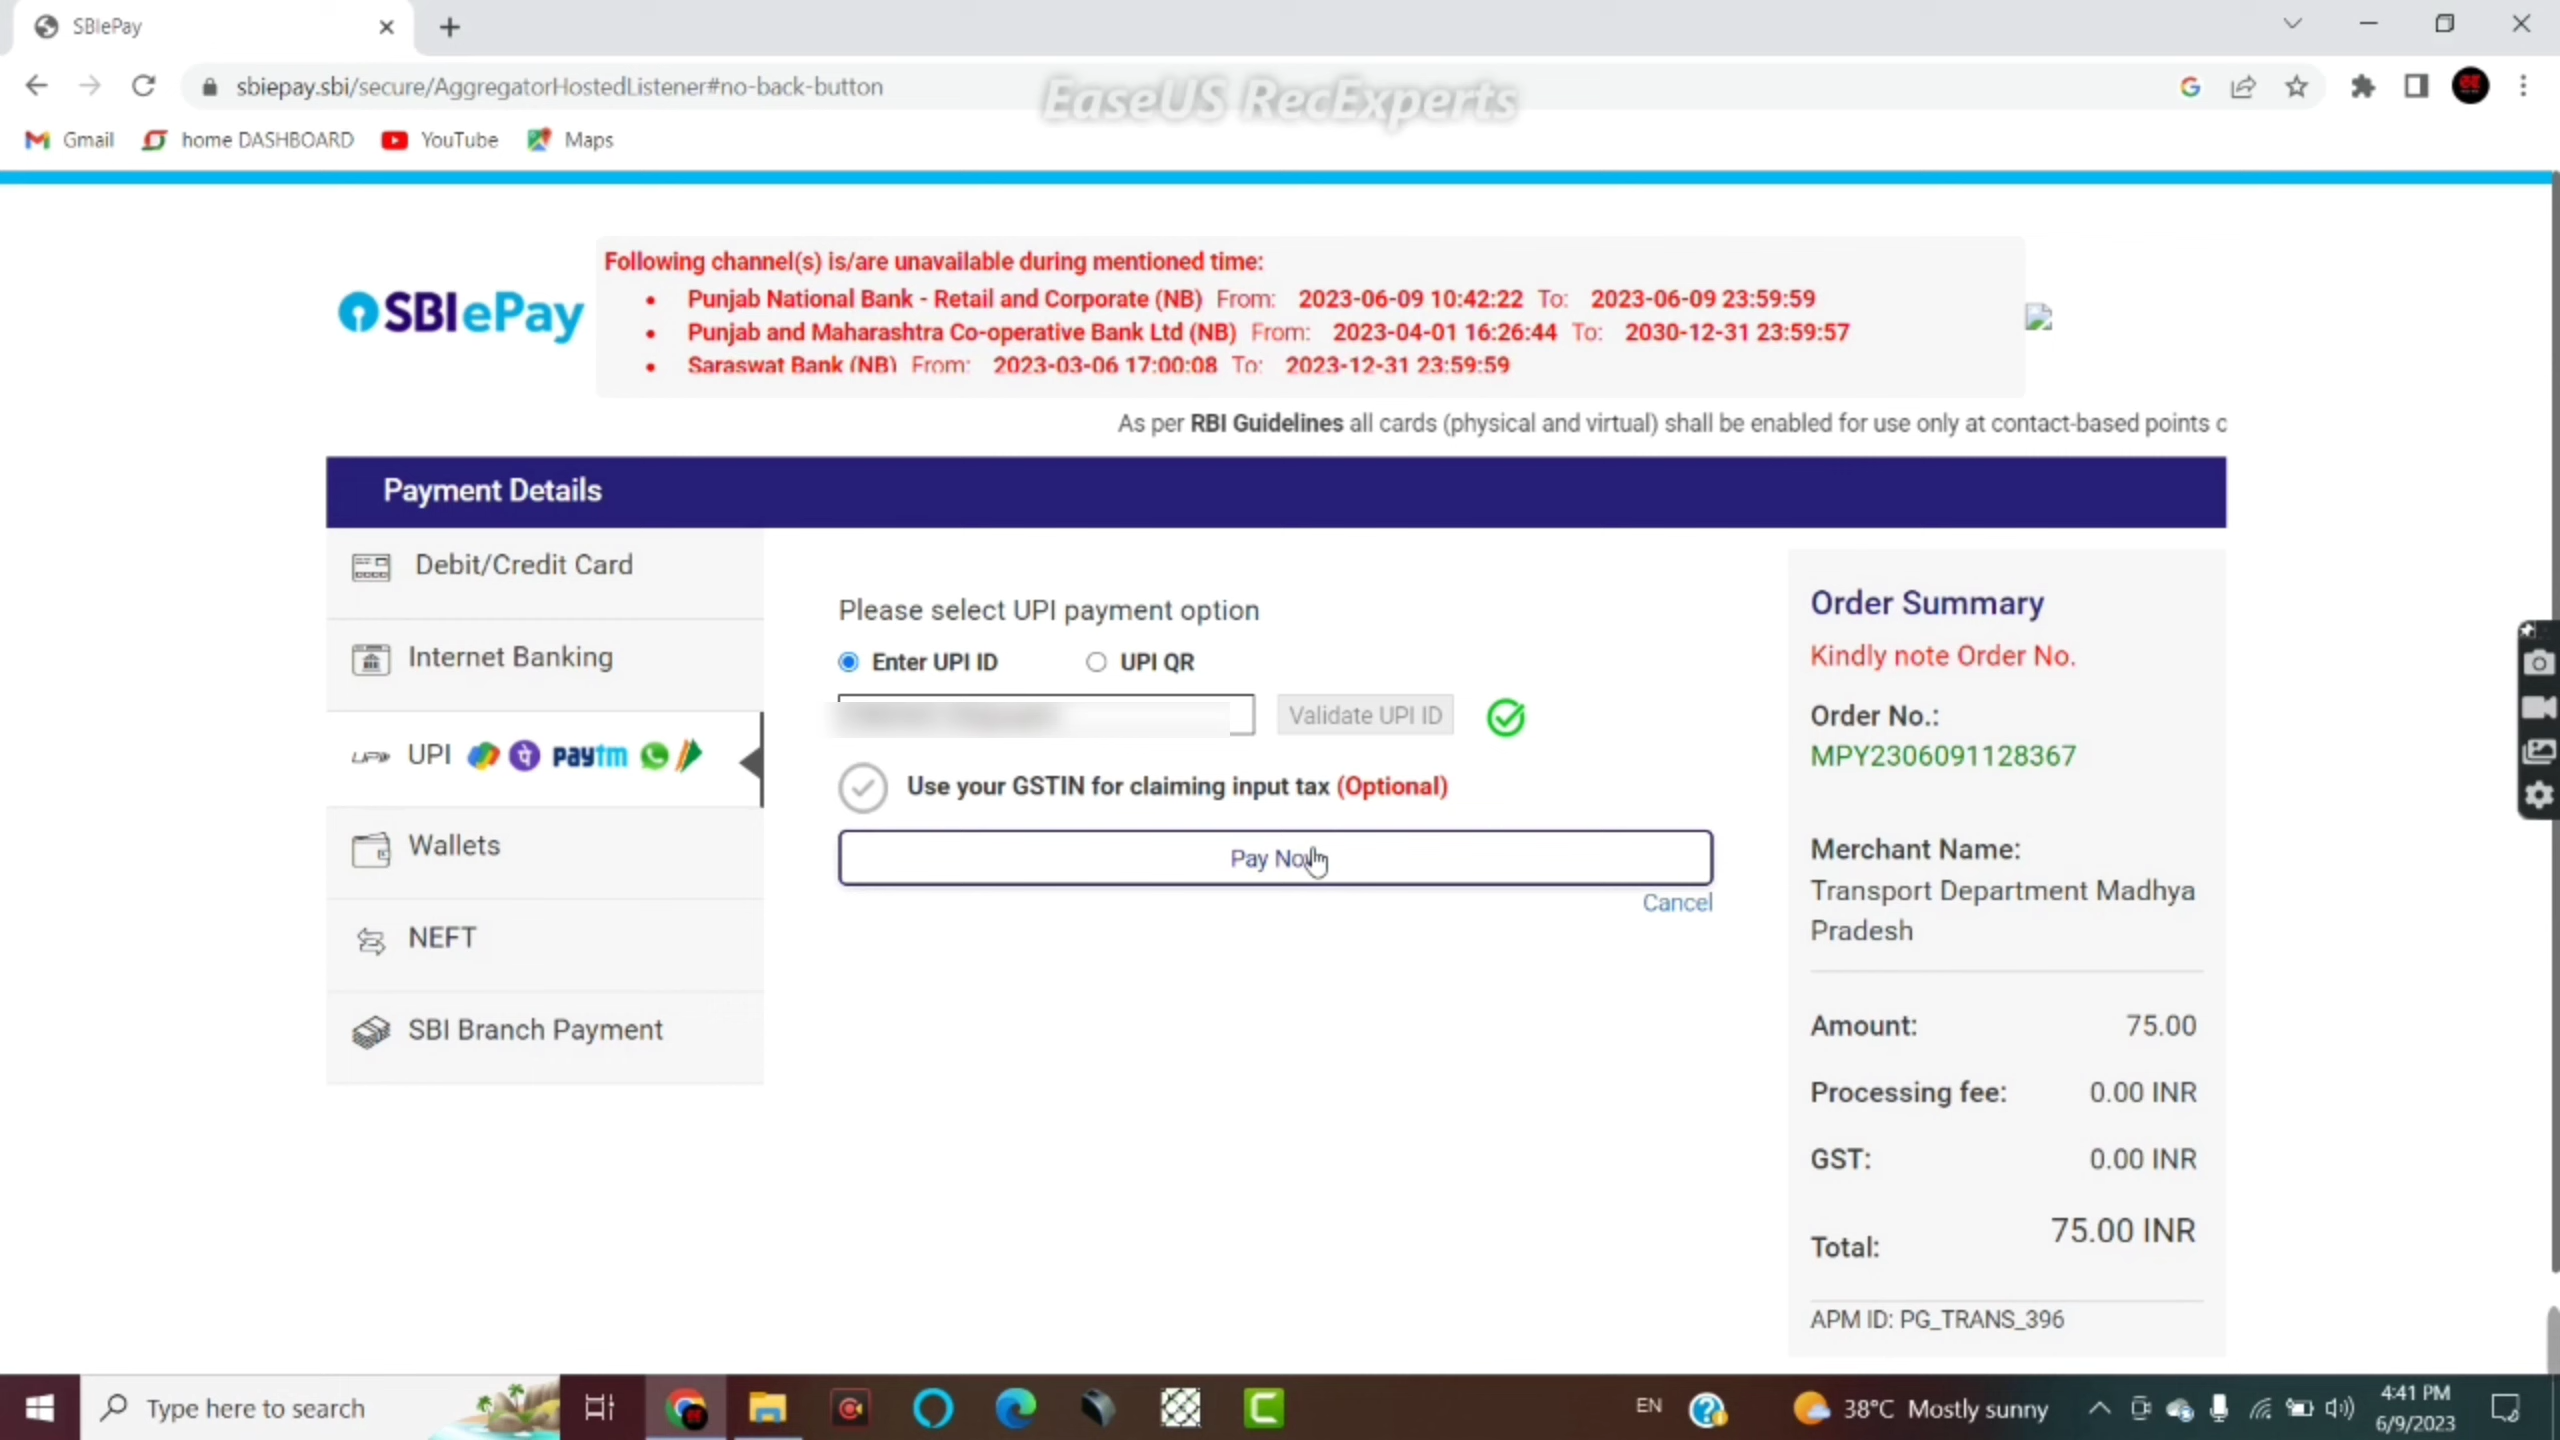 SBIePay
sbiepay.sbi/secure/AggregatorHostedListener#no-back-button
EaseUS RecExperts
Gmail
home DASHBOARD
YouTube
Maps
SBIePay
Following channel(s) is/are unavailable during mentioned time:
Punjab National Bank - Retail and Corporate (NB) From: 2023-06-09 10:42:22 To: 2023-06-09 23:59:59
Punjab and Maharashtra Co-operative Bank Ltd (NB) From: 2023-04-01 16:26:44 To: 2030-12-31 23:59:57
Saraswat Bank (NB) From: 2023-03-06 17:00:08 To: 2023-12-31 23:59:59
As per RBI Guidelines all cards (physical and virtual) shall be enabled for use only at contact-based points
Payment Details
Debit/Credit Card
Internet Banking
UPI UPI paytm
Wallets
NEFT
SBI Branch Payment
Please select UPI payment option
Enter UPI ID
UPI QR
Validate UPI ID
Use your GSTIN for claiming input tax (Optional)
Pay Now
Cancel
Order Summary
Kindly note Order No.
Order No.:
MPY2306091128367
Merchant Name:
Transport Department Madhya
Pradesh
Amount: 75.00
Processing fee: 0.00 INR
GST: 0.00 INR
Total: 75.00 INR
APM ID: PG_TRANS_396
Type here to search
EN
38°C Mostly sunny
4:41 PM
6/9/2023